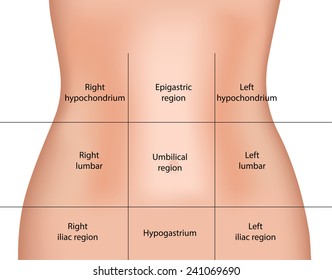 Right
hypochondrium
Epigastric
region
Left
hypochondrium
Right
lumbar
Umbilical
region
Left
lumbar
Right
iliac region
Hypogastrium
Left
iliac region
shutterstock.com · 241069690